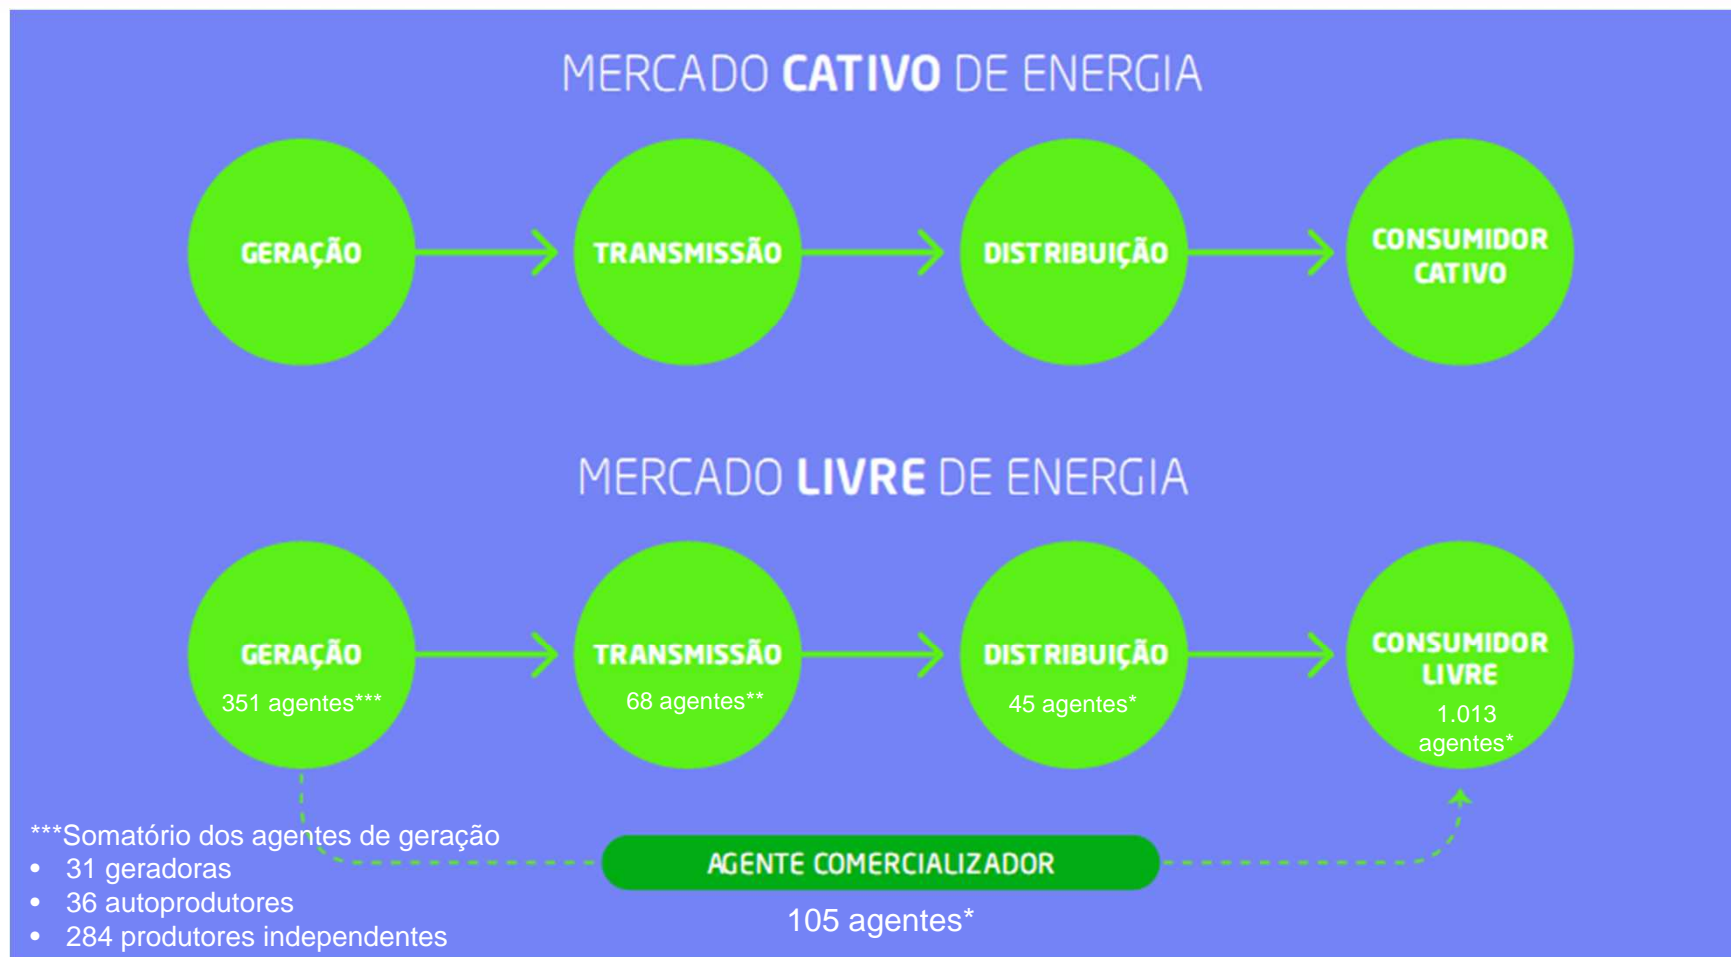 MERCADO CATIVO DE ENERGIA
GERAÇÃO
TRANSMISSÃO
DISTRIBUIÇÃO
CONSUMIDOR
CATIVO
MERCADO LIVRE DE ENERGIA
GERAÇÃO
351 agentes***
TRANSMISSÃO
68 agentes**
DISTRIBUIÇÃO
45 agentes*
CONSUMIDOR
LIVRE
1.013
agentes*
***Somatório dos agentes de geração
• 31 geradoras
• 36 autoprodutores
• 284 produtores independentes
AGENTE COMERCIALIZADOR
105 agentes*